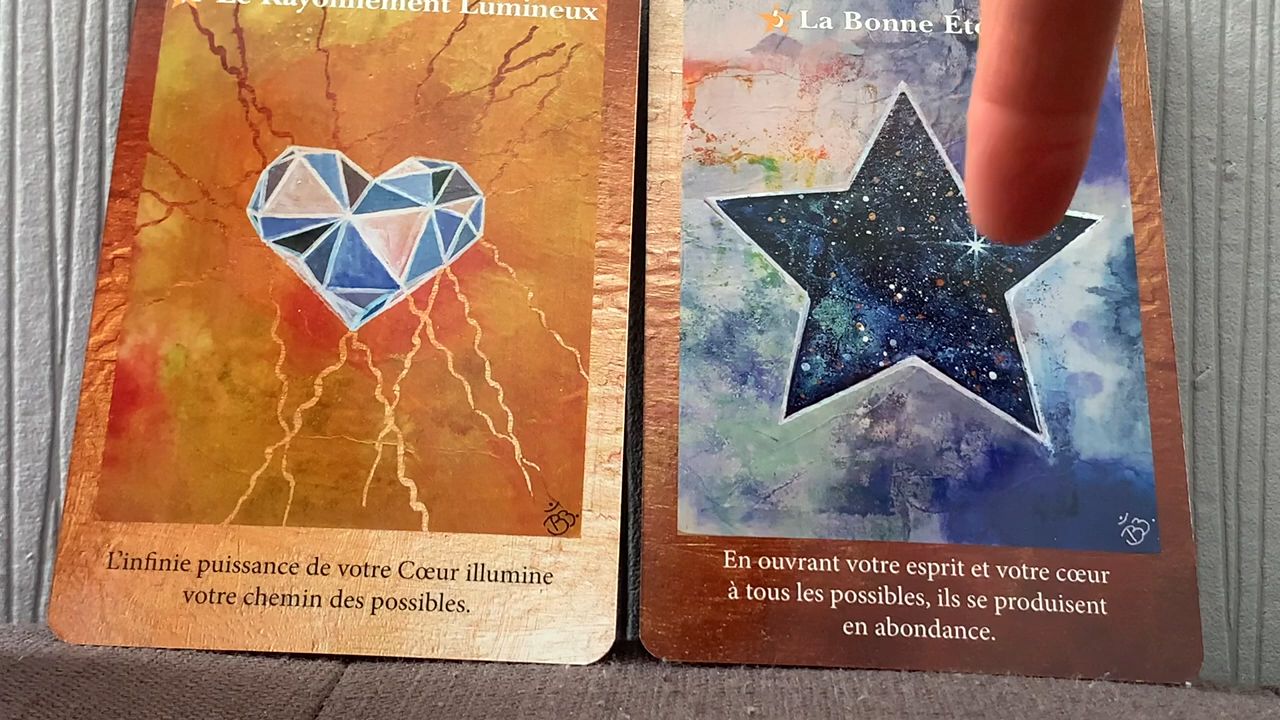 Le Rayonnement Lumineux
L'infinie puissance de votre Cœur illumine
votre chemin des possibles.
5 La Bonne
En ouvrant votre esprit et votre cœur
à tous les possibles, ils se produisent
en abondance.